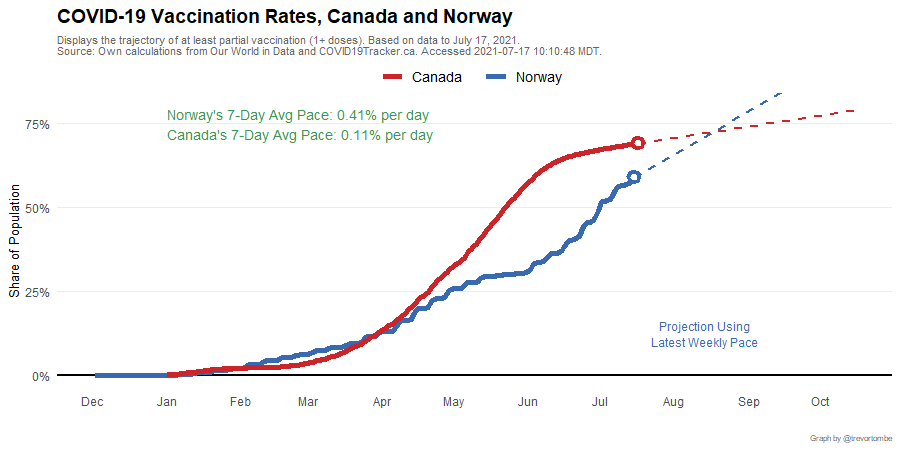 COVID-19 Vaccination Rates, Canada and Norway
Displays the trajectory of at least partial vaccination (1+ doses). Based on data to July 17, 2021.
Source: Own calculations from Our World in Data and COVID19Tracker.ca. Accessed 2021-07-17 10:10:48 MDT.
Canada Norway
Norway's 7-Day Avg Pace: 0.41% per day
Canada's 7-Day Avg Pace: 0.11% per day
75%
50%
25%
0%
Share of Population
Projection Using
Latest Weekly Pace
Dec Jan Feb Mar Apr May Jun Jul Aug Sep Oct
Graph by @trevortombe